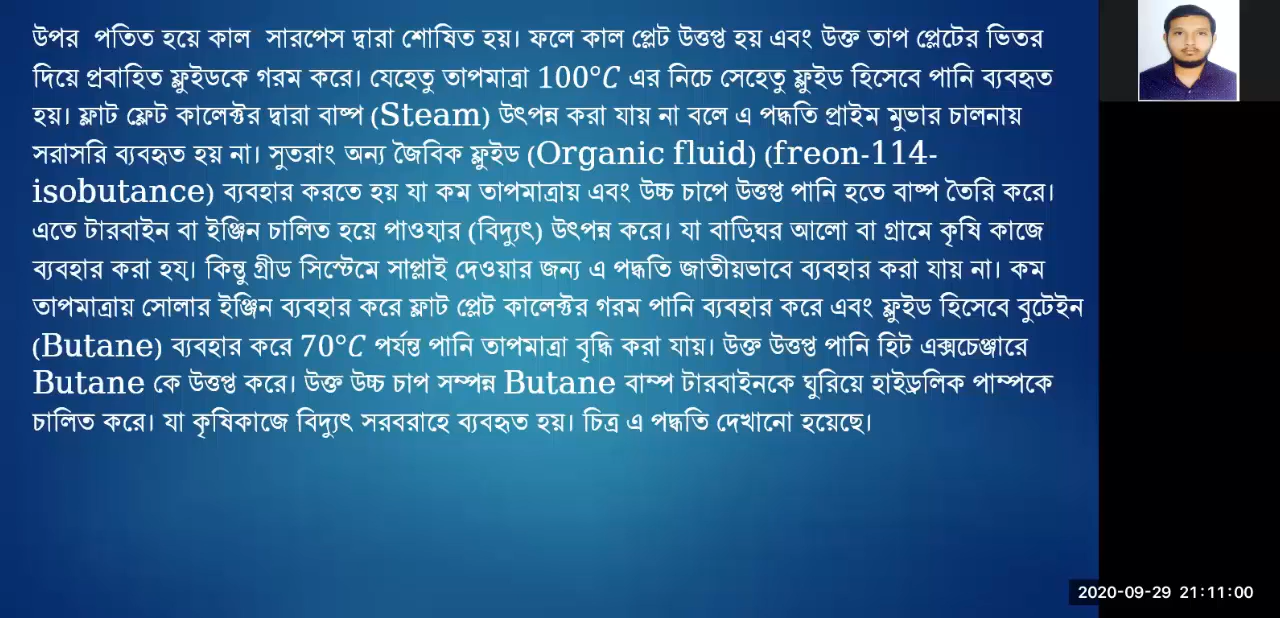 উপর পতিত হয়ে কাল সারপেস দ্বারা শোষিত হয়। ফলে কাল প্লেট উত্তপ্ত হয় এবং উক্ত তাপ প্লেটের ভিতর
দিয়ে প্রবাহিত ফ্লুইডকে গরম করে। যেহেতু তাপমাত্রা 100°C এর নিচে সেহেতু ফ্লুইড হিসেবে পানি ব্যবহৃত
হয়। ফ্লাট ফ্লেট কালেক্টর দ্বারা বাষ্প (Steam) উৎপন্ন করা যায় না বলে এ পদ্ধতি প্রাইম মুভার চালনায়
সরাসরি ব্যবহৃত হয় না। সুতরাং অন্য জৈবিক ফ্লুইড (Organic fluid) (freon-114-
isobutance) ব্যবহার করতে হয় যা কম তাপমাত্রায় এবং উচ্চ চাপে উত্তপ্ত পানি হতে বাষ্প তৈরি করে।
এতে টারবাইন বা ইঞ্জিন চালিত হয়ে পাওয়ার (বিদ্যুৎ) উৎপন্ন করে। যা বাড়িঘর আলো বা গ্রামে কৃষি কাজে
ব্যবহার করা হয়্। কিন্তু গ্রীড সিস্টেমে সাপ্লাই দেওয়ার জন্য এ পদ্ধতি জাতীয়ভাবে ব্যবহার করা যায় না। কম
তাপমাত্রায় সোলার ইঞ্জিন ব্যবহার করে ফ্লাট প্লেট কালেক্টর গরম পানি ব্যবহার করে এবং ফ্লুইড হিসেবে বুটেইন
(Butane) ব্যবহার করে 70°C পর্যন্ত পানি তাপমাত্রা বৃদ্ধি করা যায়। উক্ত উত্তপ্ত পানি হিট এক্সচেঞ্জারে
Butane কে উত্তপ্ত করে। উক্ত উচ্চ চাপ সম্পন্ন Butane বাম্প টারবাইনকে ঘুরিয়ে হাইড্রলিক পাম্পকে
চালিত করে। যা কৃষিকাজে বিদ্যুৎ সরবরাহে ব্যবহৃত হয়। চিত্র এ পদ্ধতি দেখানো হয়েছে।
2020-09-29 21:11:00